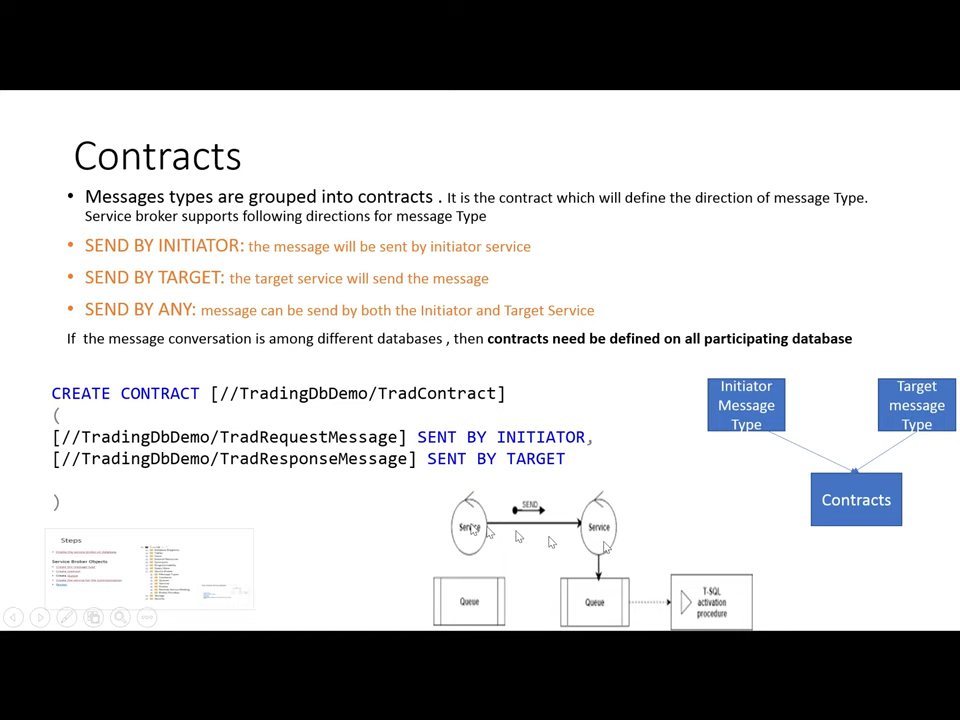 Contracts
• Messages types are grouped into contracts . It is the contract which will define the direction of message Type.
Service broker supports following directions for message Type
• SEND BY INITIATOR: the message will be sent by initiator service
• SEND BY TARGET: the target service will send the message
• SEND BY ANY: message can be send by both the Initiator and Target Service
If the message conversation is among different databases , then contracts need be defined on all participating database
CREATE CONTRACT [//TradingDbDemo/TradContract]
(
[//TradingDbDemo/TradRequestMessage] SENT BY INITIATOR,
[//TradingDbDemo/TradResponseMessage] SENT BY TARGET
)
Initiator
Message
Type
Target
message
Type
Contracts
SEND
Service
Service
Queue
Queue
T-SQL
activation
procedure
Steps
Service Broker Objects